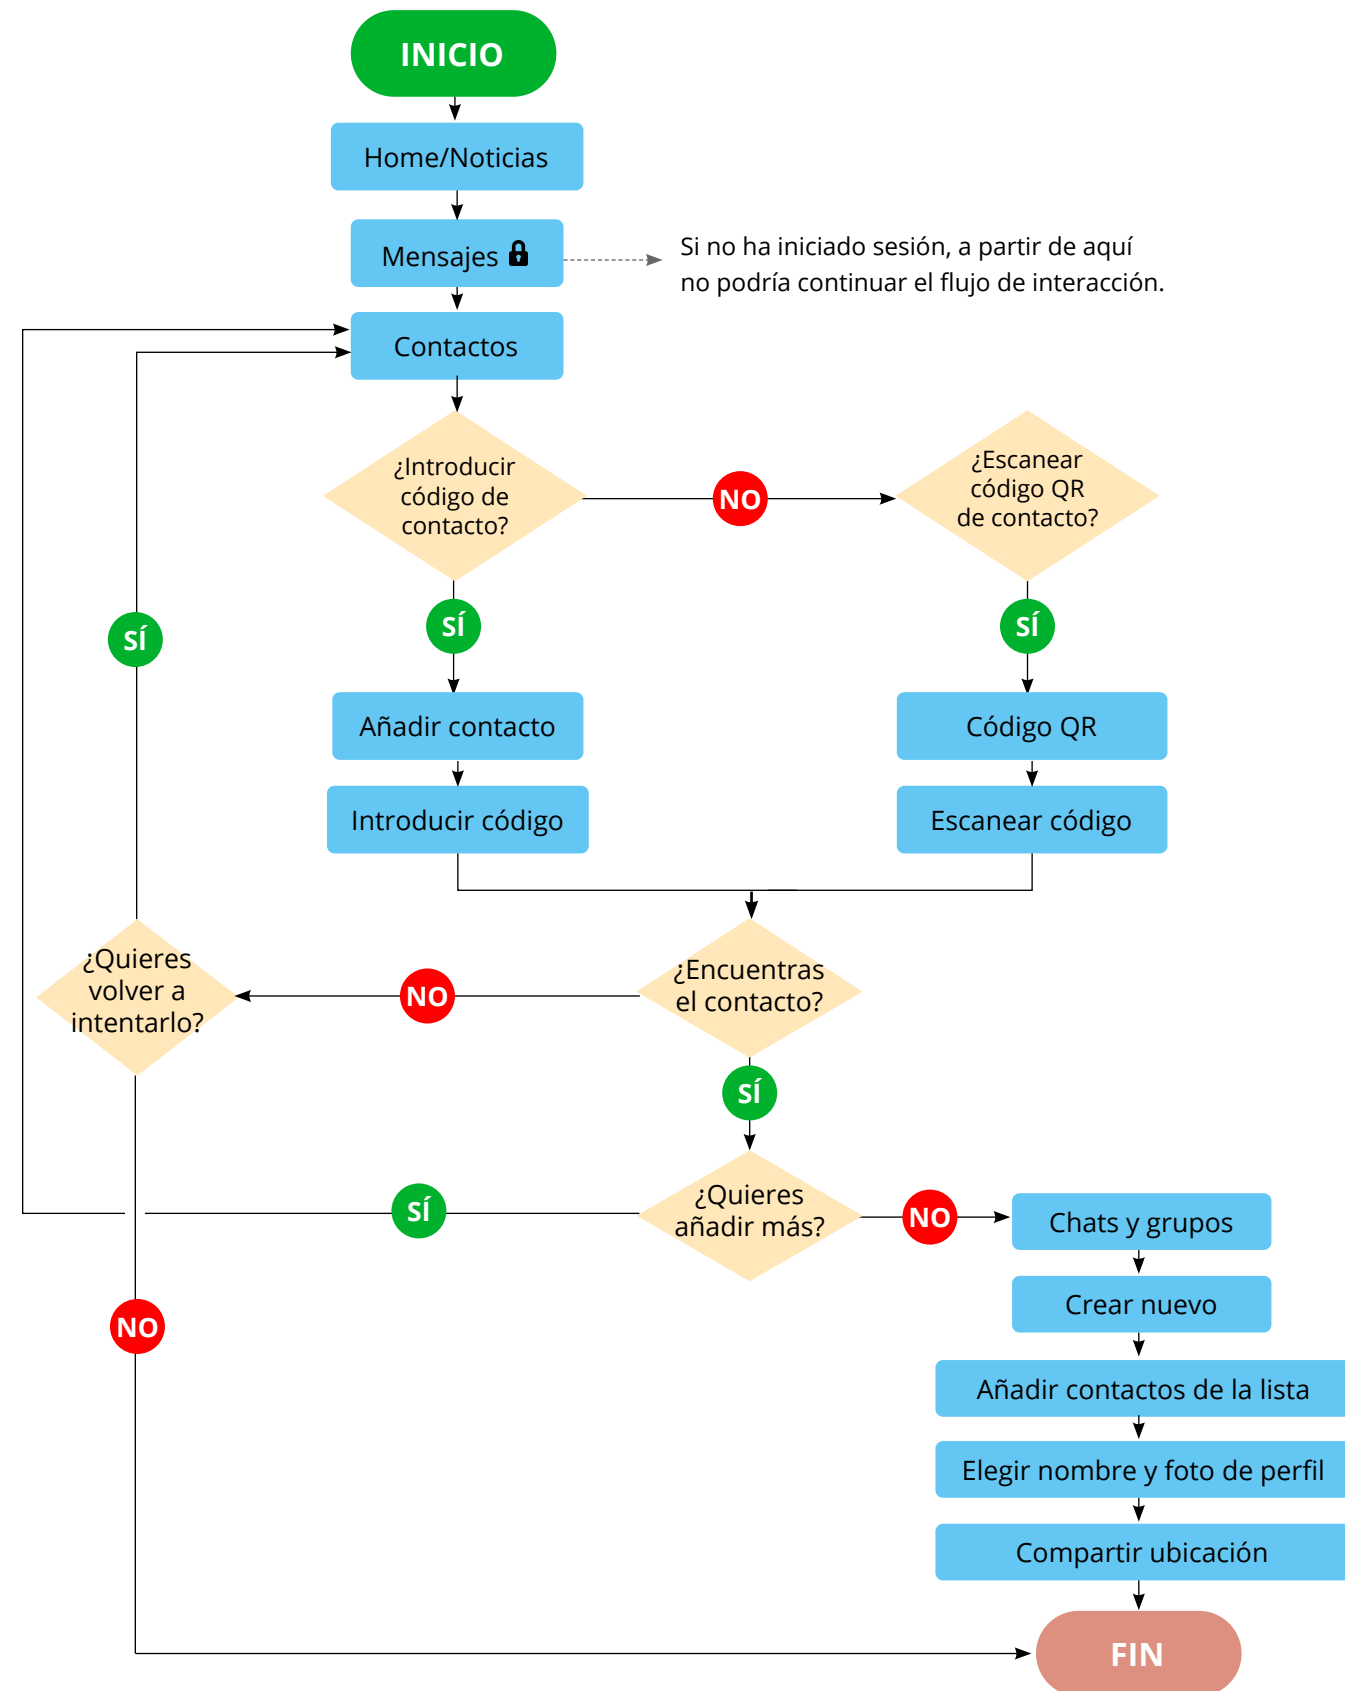 INICIO
Home/Noticias
Mensajes
Si no ha iniciado sesión, a partir de aquí
no podría continuar el flujo de interacción.
Contactos
¿Introducir
código de
contacto?
NO
¿Escanear
código QR
de contacto?
SÍ
SÍ
SÍ
Añadir contacto
Código QR
Introducir código
Escanear código
¿Quieres
volver a
intentarlo?
NO
¿Encuentras
el contacto?
SÍ
SÍ
¿Quieres
añadir más?
NO
Chats y grupos
Crear nuevo
NO
Añadir contactos de la lista
Elegir nombre y foto de perfil
Compartir ubicación
FIN